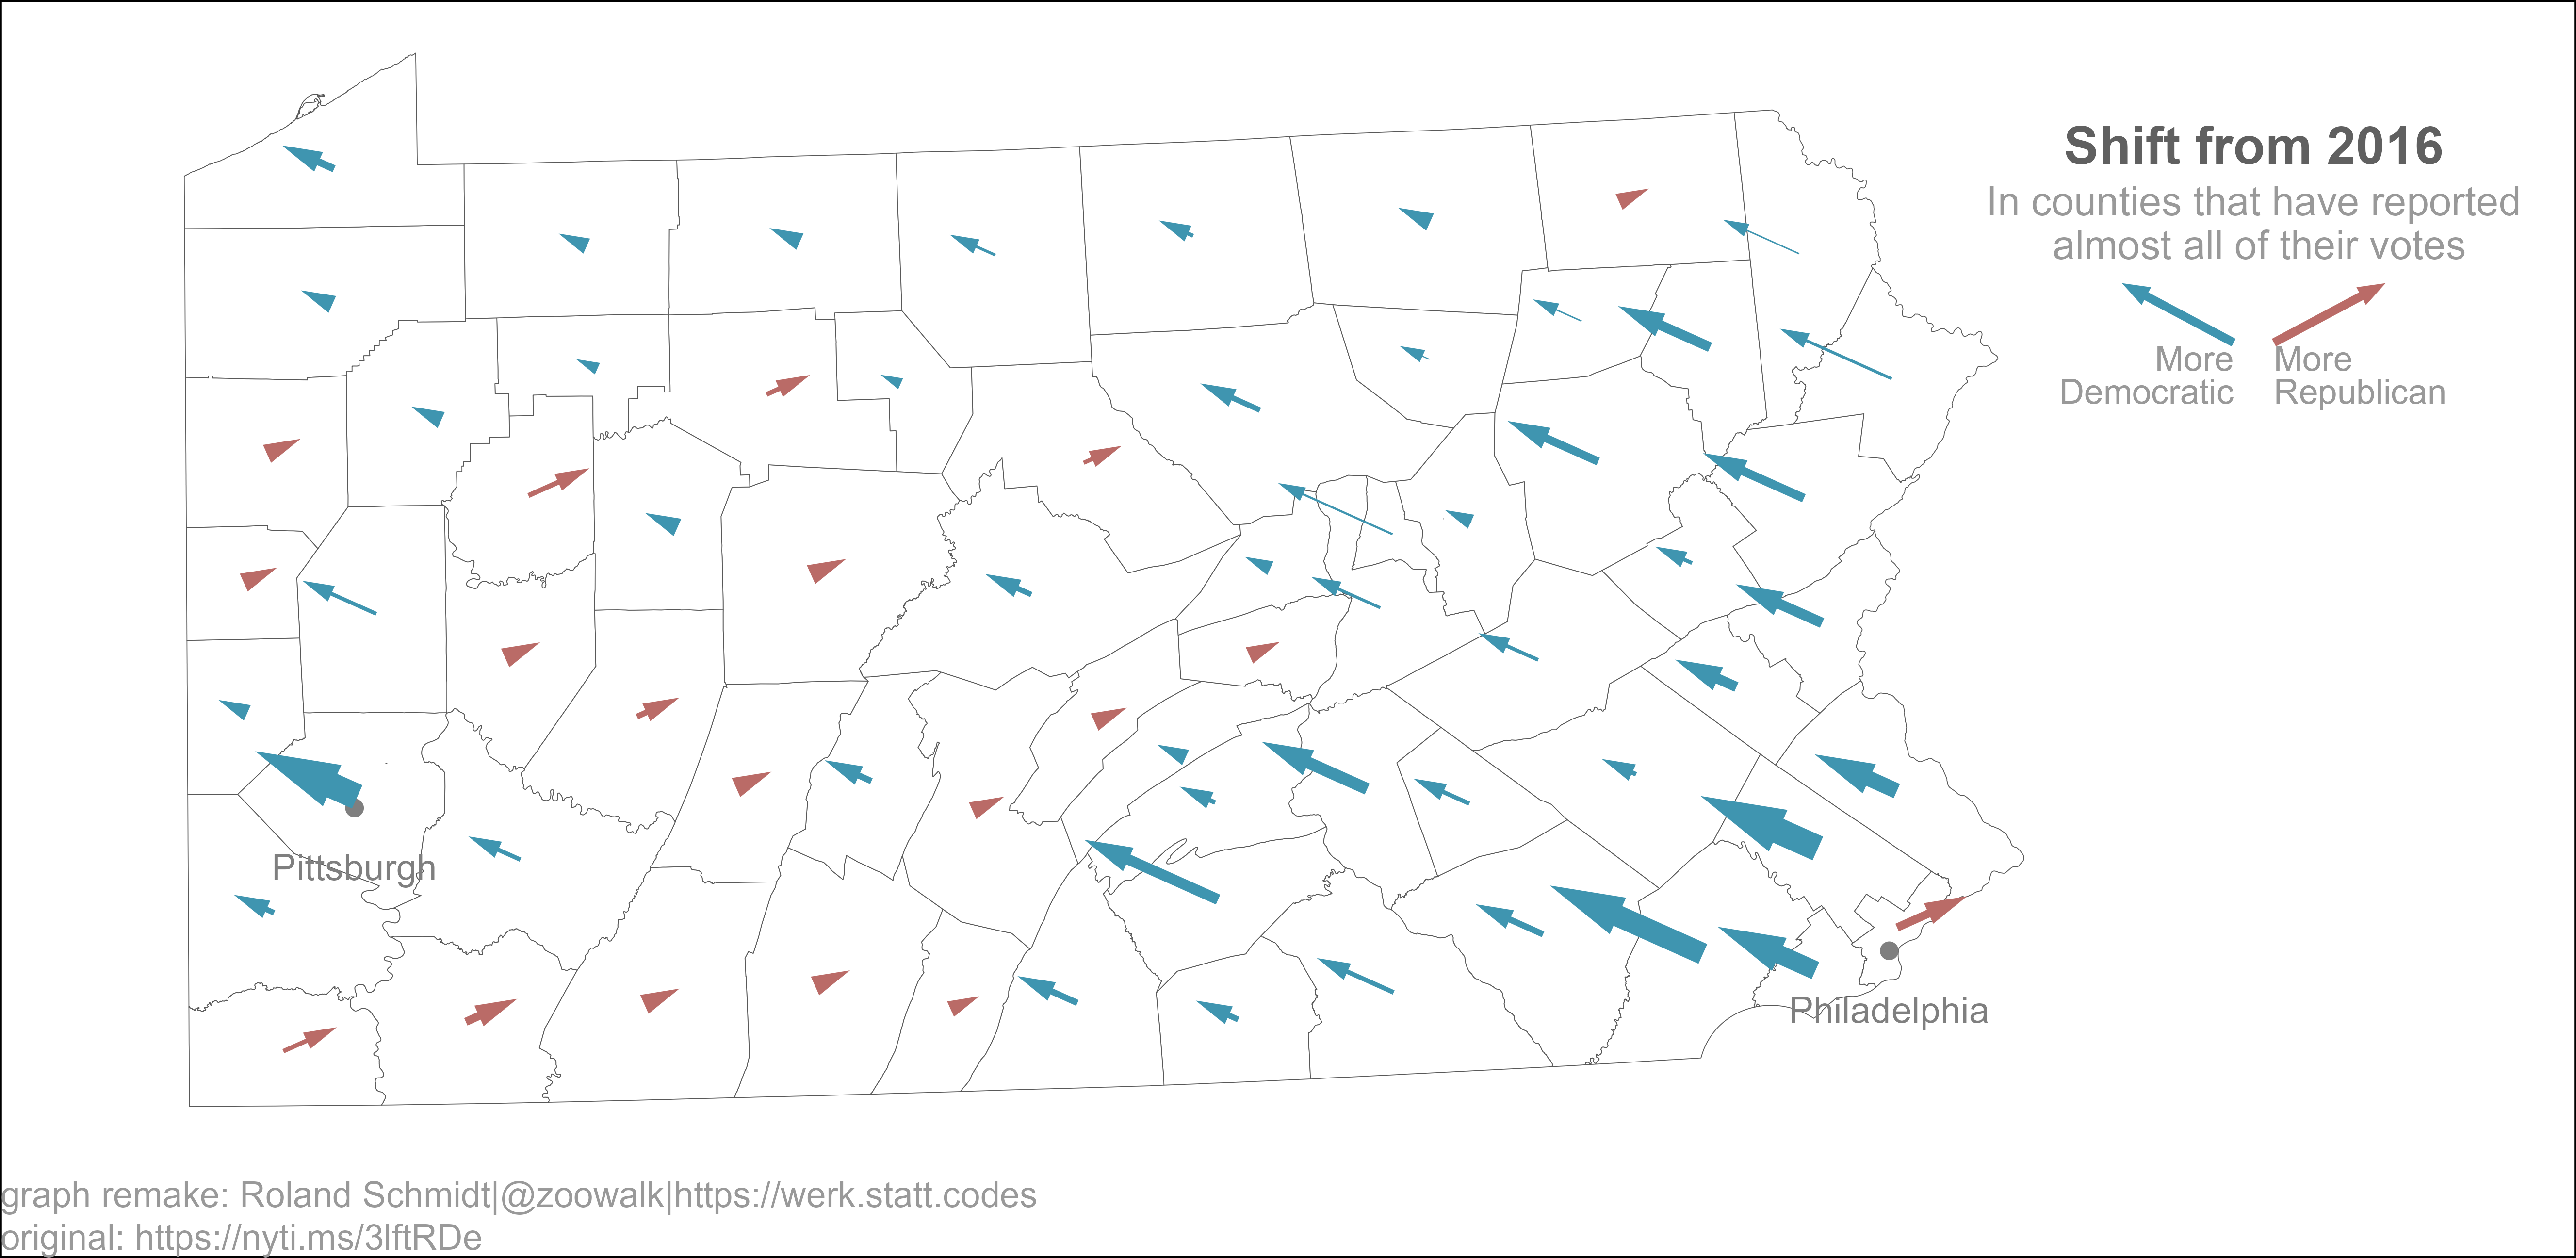 Shift from 2016
In counties that have reported
almost all of their votes
More More
Democratic Republican
Pittsburgh
Philadelphia
graph remake: Roland Schmidt|@zoowalk|https://werk.statt.codes
original: https://nyti.ms/3lftRDe